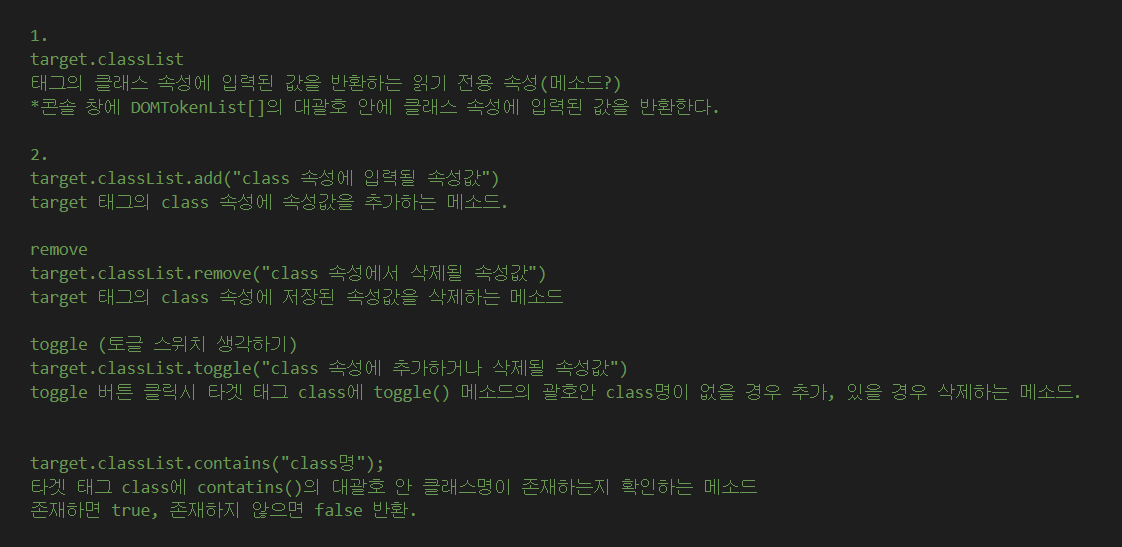 1.
target.classList
태그의 클래스 속성에 입력된 값을 반환하는 읽기 전용 속성(메소드?)
*콘솔 창에 DOMTokenList[]의 대괄호 안에 클래스 속성에 입력된 값을 반환한다.
2.
target.classList.add("class 속성에 입력될 속성값")
target 태그의 class 속성에 속성값을 추가하는 메소드.
remove
target.classList.remove("class 속성에서 삭제될 속성값")
target 태그의 class 속성에 저장된 속성값을 삭제하는 메소드
toggle (토글 스위치 생각하기)
target.classList.toggle("class 속성에 추가하거나 삭제될 속성값")
toggle 버튼 클릭시 타겟 태그 class에 toggle() 메소드의 괄호안 class명이 없을 경우 추가, 있을 경우 삭제하는 메소드.
target.classList.contains("class명");
타겟 태그 class에 contatins()의 대괄호 안 클래스명이 존재하는지 확인하는 메소드
존재하면 true, 존재하지 않으면 false 반환.